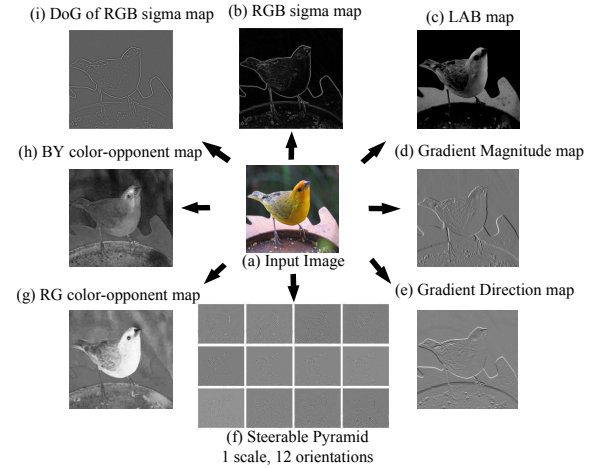 (i) DoG of RGB sigma map
(b) RGB sigma map
(c) LAB map
(h) BY color-opponent map
(d) Gradient Magnitude map
(a) Input Image
(g) RG color-opponent map
(e) Gradient Direction map
(f) Steerable Pyramid
1 scale, 12 orientations